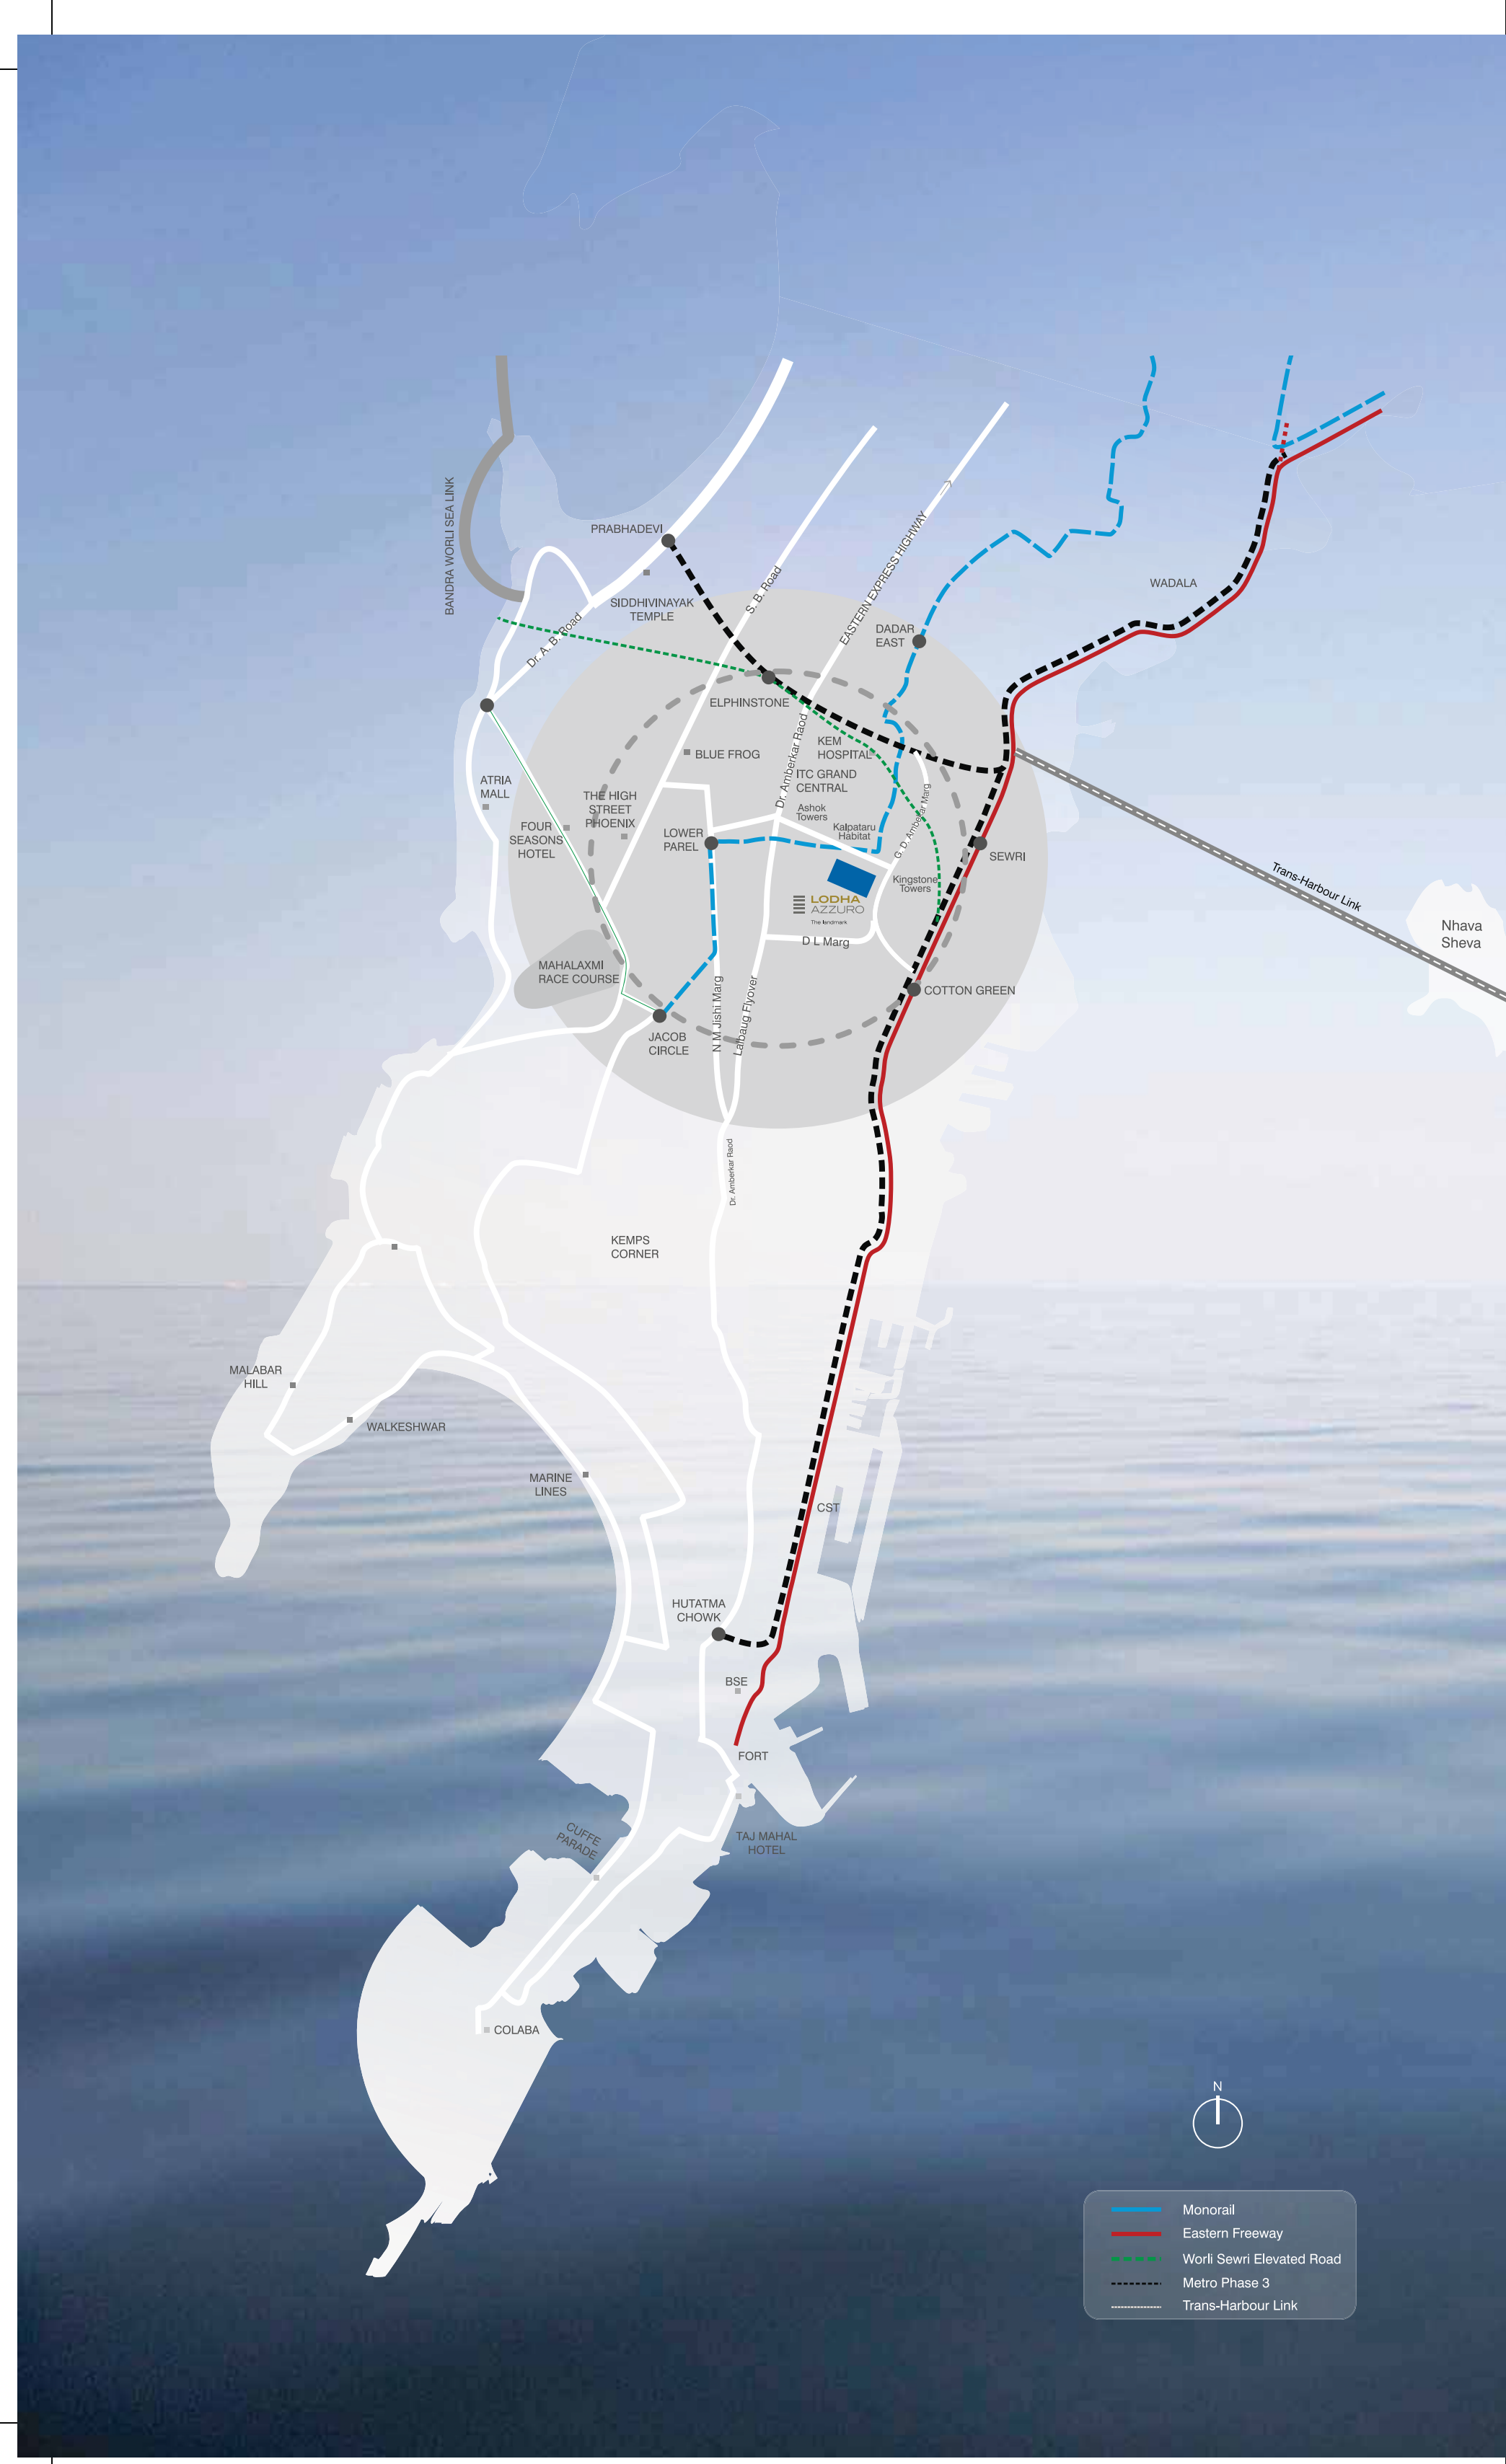 BANDRA WORLI SEA LINK
PRABHADEVI
SIDDHIVINAYAK
TEMPLE
Dr. A. B. Road
S. B. Road
EASTERN EXPRESS HIGHWAY
DADAR
EAST
WADALA
ELPHINSTONE
BLUE FROG
Dr. Amberkar Raod
KEM
HOSPITAL
ITC GRAND
CENTRAL
ATRIA
MALL
THE HIGH
STREET
PHOENIX
FOUR
SEASONS
HOTEL
LOWER
PAREL
Ashok
Towers
Kalpataru
Habitat
G. D. Ambekar Marg
SEWRI
Kingstone
Towers
LODHA
AZZURO
The landmark
D L Marg
Trans-Harbour Link
Nhava
Sheva
MAHALAXMI
RACE COURSE
COTTON GREEN
N M Jishi Marg
Lalbaug Flyover
JACOB
CIRCLE
Dr. Amberkar Raod
KEMPS
CORNER
MALABAR
HILL
WALKESHWAR
MARINE
LINES
CST
HUTATMA
CHOWK
BSE
FORT
CUFFE
PARADE
TAJ MAHAL
HOTEL
COLABA
N
Monorail
Eastern Freeway
Worli Sewri Elevated Road
Metro Phase 3
Trans-Harbour Link